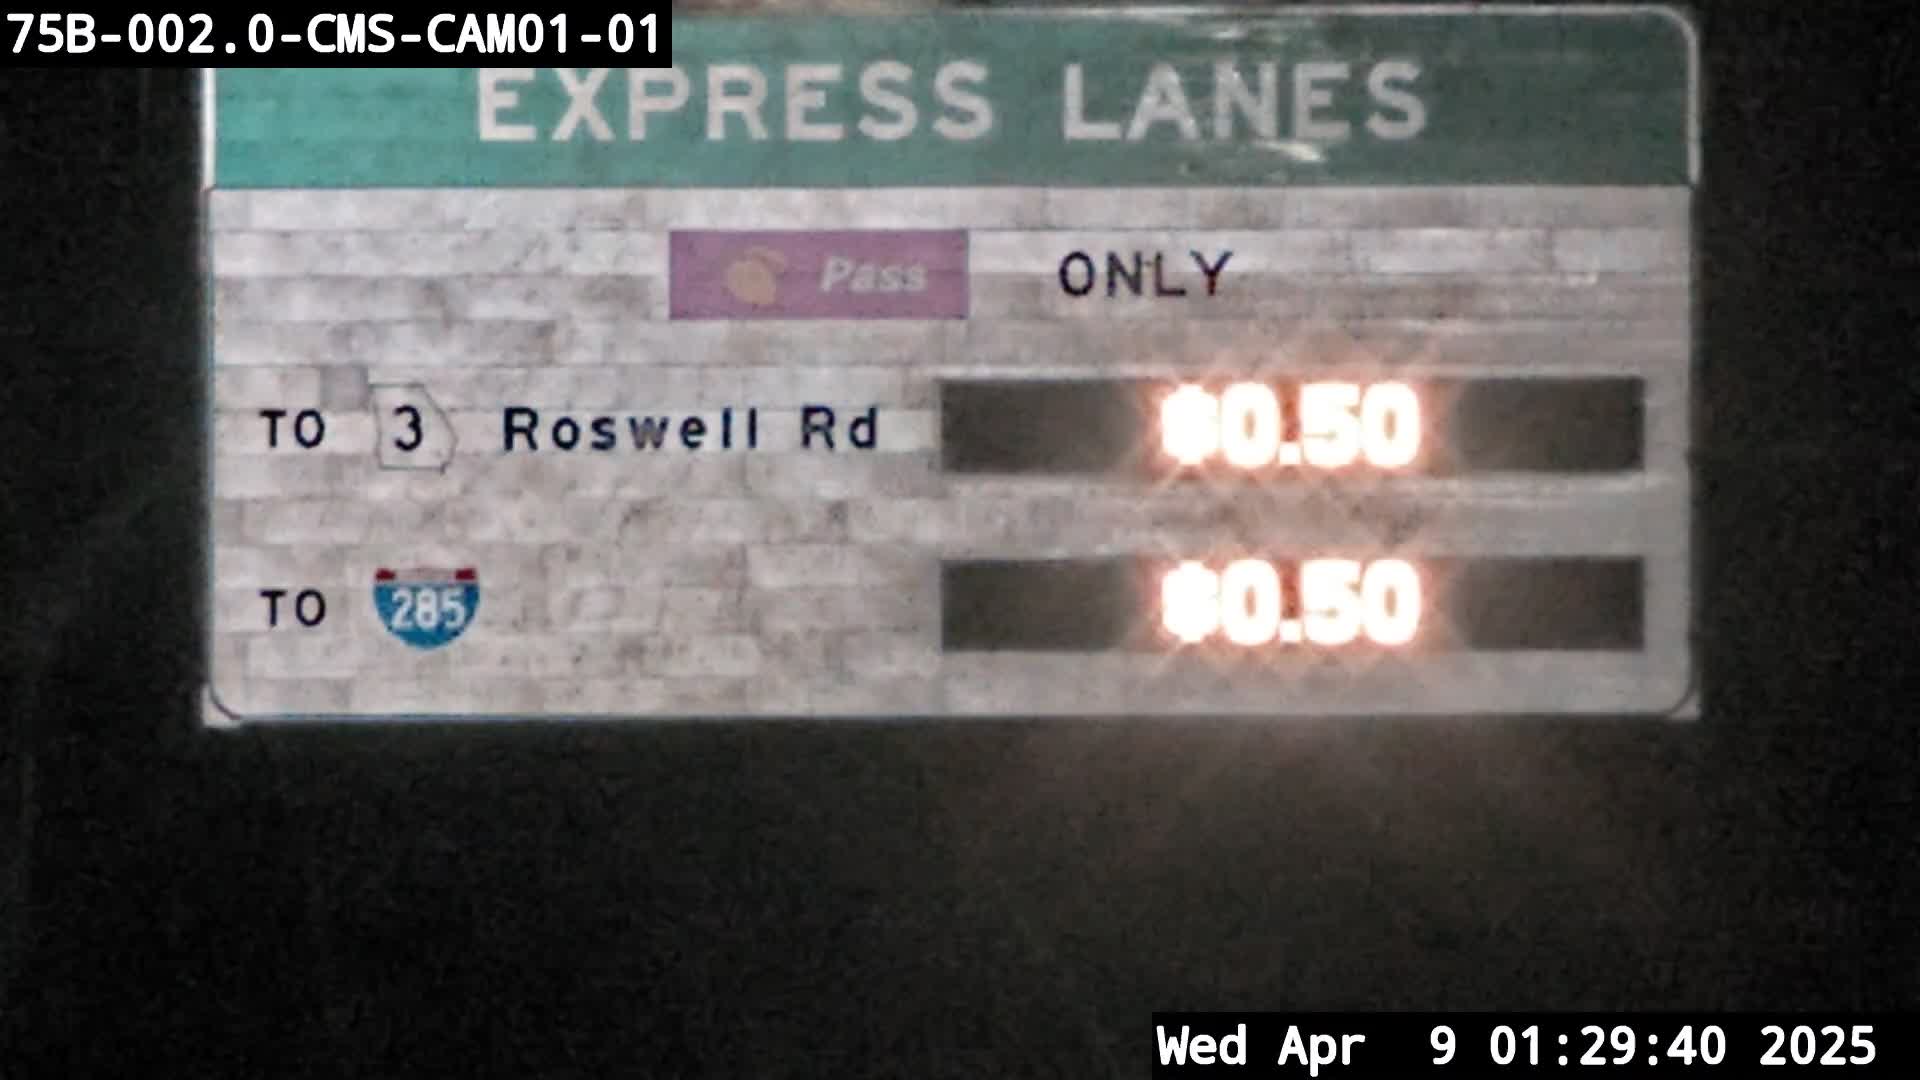 75B-002.0-CMS-CAM01-01
EXPRESS LANES
Pass ONLY
TO 3 Roswell Rd $0.50
TO 285 $0.50
Wed Apr 9 01:29:40 2025